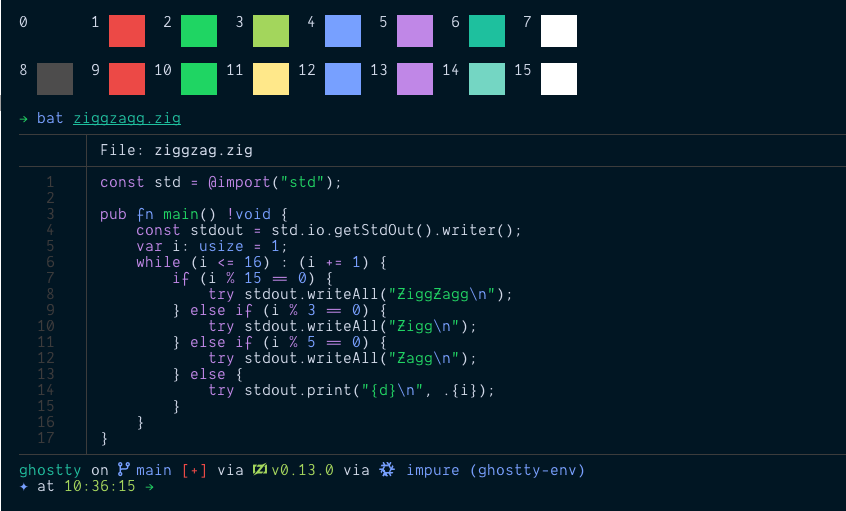 0 1 2 3 4 5 6 7
8 9 10 11 12 13 14 15
→ bat ziggzagg.zig
File: ziggzag.zig
1 const std = @import("std");
2
3 pub fn main() !void {
4 const stdout = std.io.getStdOut().writer();
5 var i: usize = 1;
6 while (i <= 16) : (i += 1) {
7 if (i % 15 == 0) {
8 try stdout.writeAll("ƵiggƵagg\n");
9 } else if (i % 3 == 0) {
10 try stdout.writeAll("Ƶigg\n");
11 } else if (i % 5 == 0) {
12 try stdout.writeAll("Ƶagg\n");
13 } else {
14 try stdout.print("{d}\n", .{i});
15 }
16 }
17 }
ghostty on main [+] via v0.13.0 via impure (ghostty-env)
✦ at 10:36:15 →